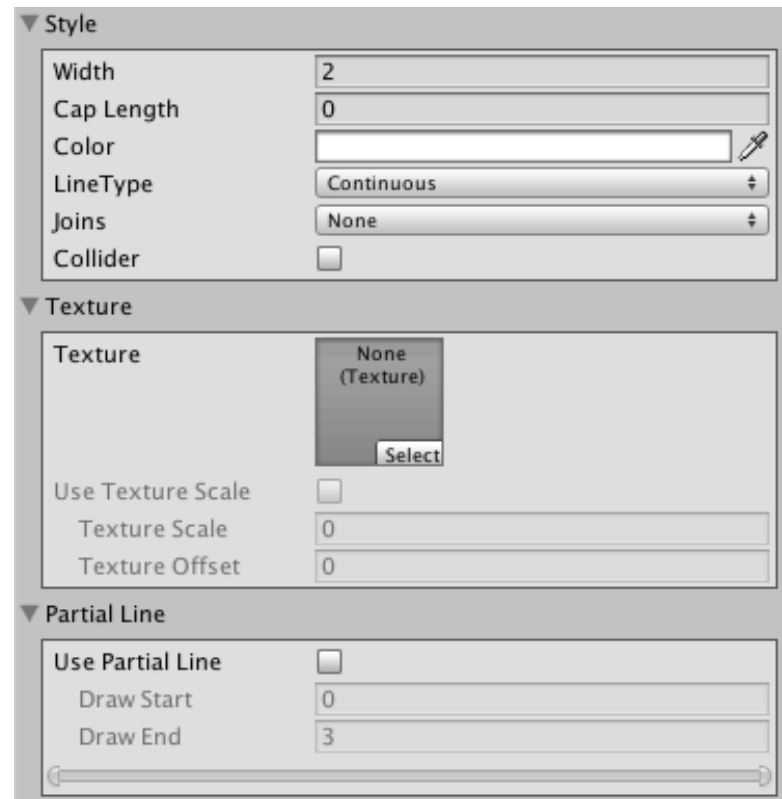 Style
Width 2
Cap Length 0
Color
LineType Continuous
Joins None
Collider
Texture
Texture None
(Texture)
Select
Use Texture Scale
Texture Scale 0
Texture Offset 0
Partial Line
Use Partial Line
Draw Start 0
Draw End 3